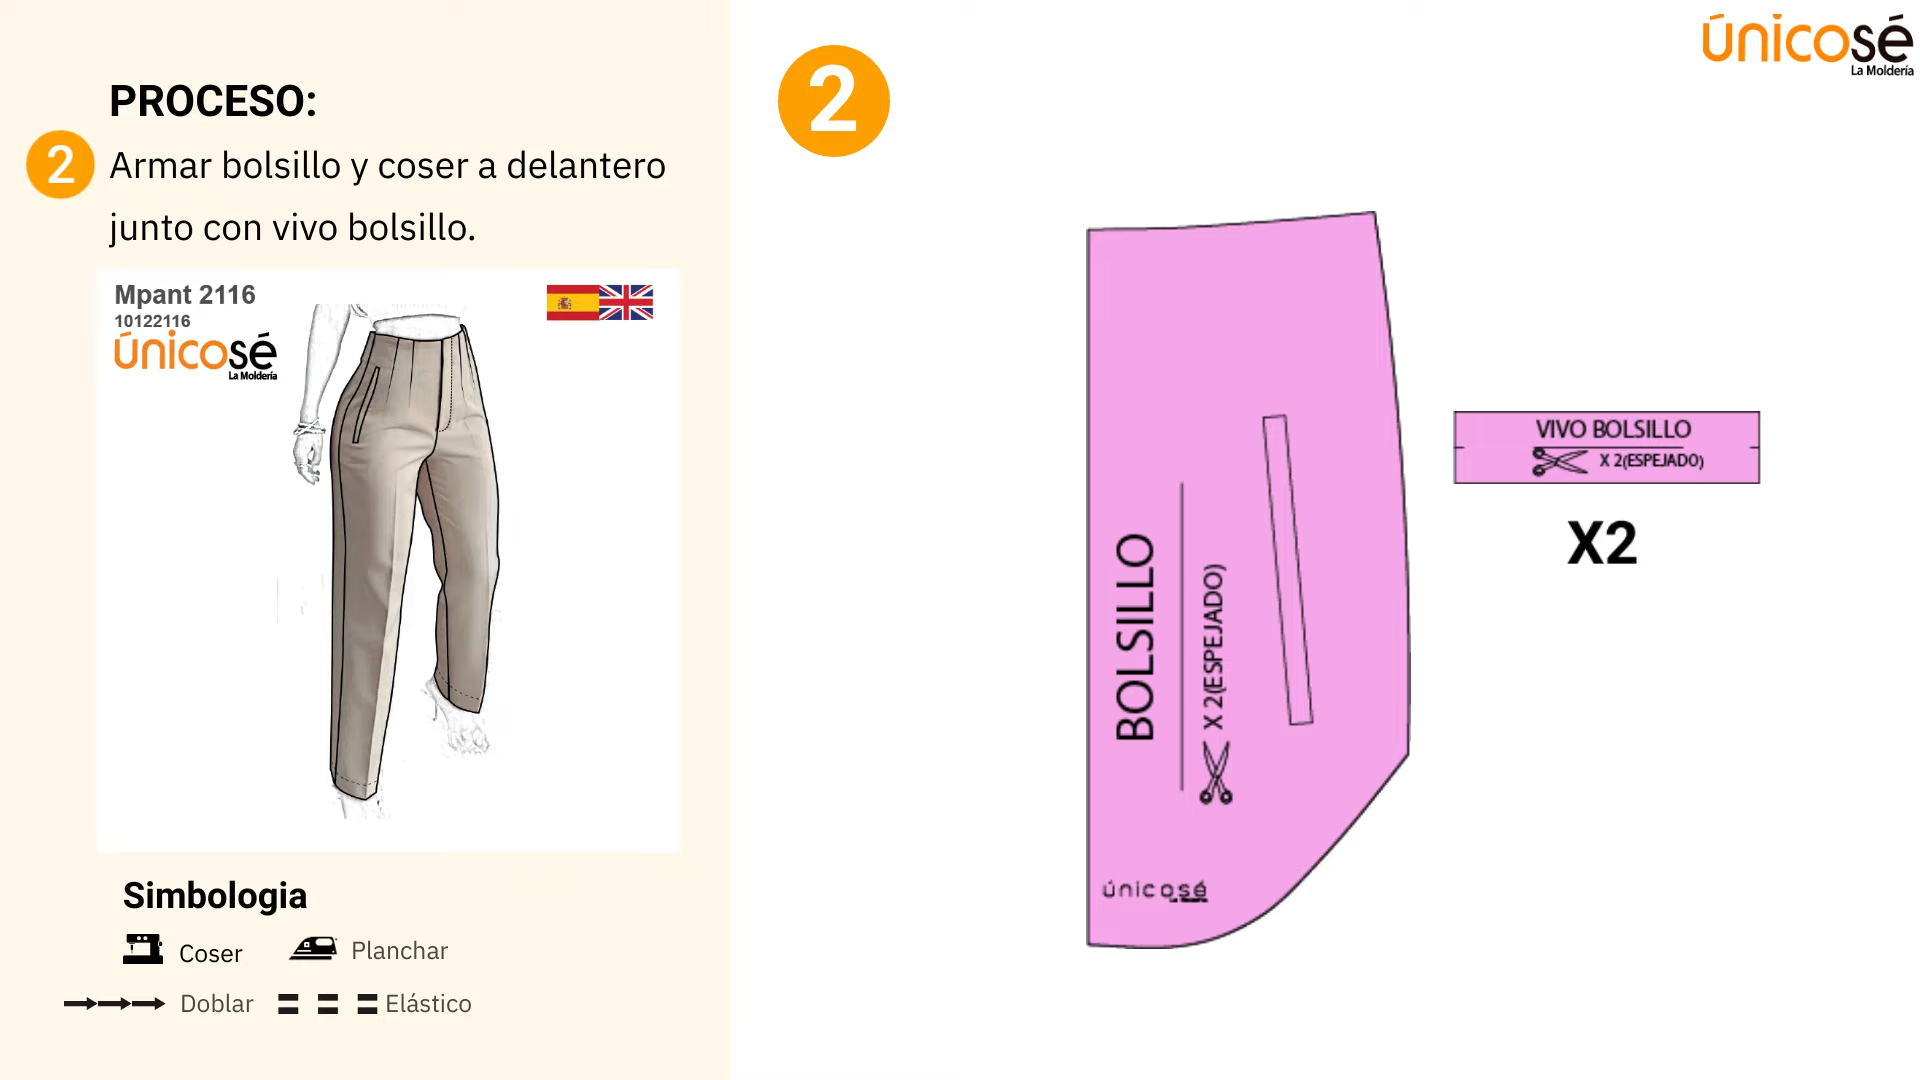 PROCESO:
2
Armar bolsillo y coser a delantero
junto con vivo bolsillo.
Mpant 2116
10122116
únicosé
La Moldería
Simbologia
Coser
Planchar
Doblar
Elástico
2
únicosé
La Moldería
BOLSILLO
X 2(ESPEJADO)
únicosé
VIVO BOLSILLO
X 2(ESPEJADO)
X2